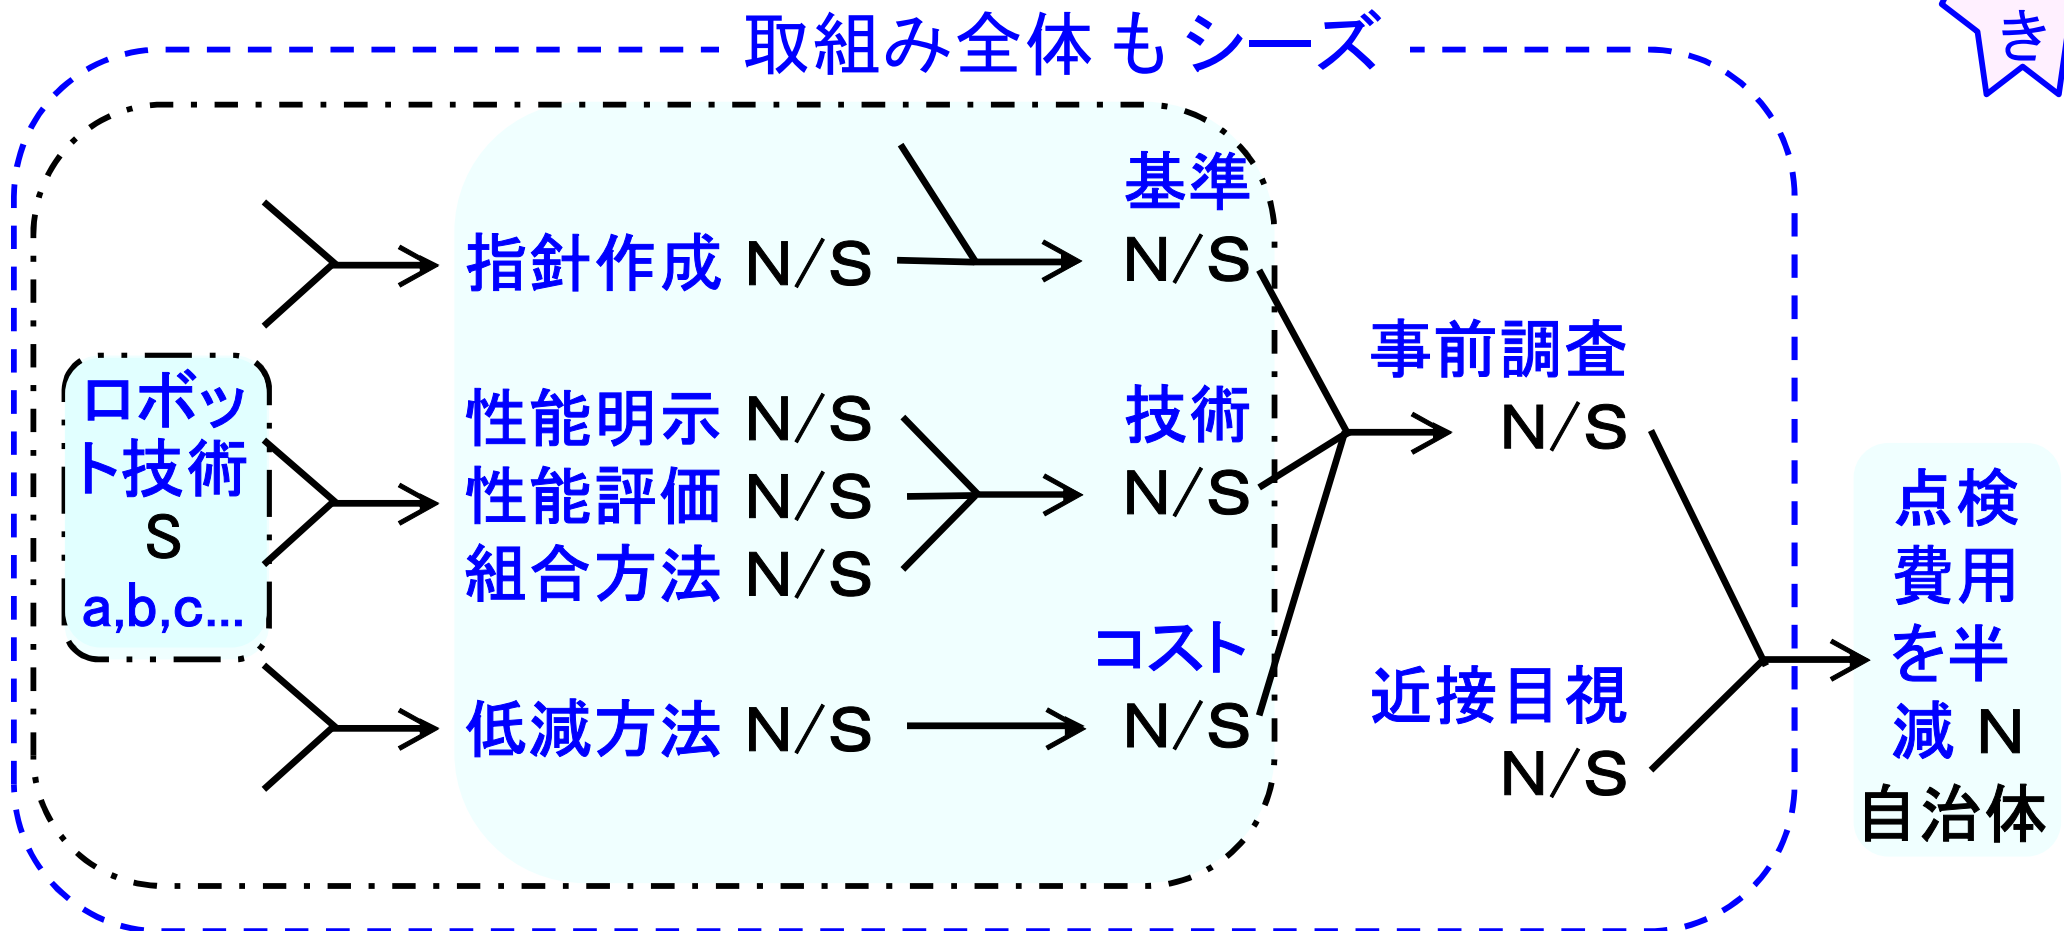 取組み全体もシーズ
き
基準
指針作成 N/S
N/S
事前調査
N/S
ロボッ
ト技術
S
a,b,c...
性能明示 N/S
性能評価 N/S
組合方法 N/S
技術
N/S
コスト
低減方法 N/S
N/S
近接目視
N/S
点検
費用
を半
減 N
自治体